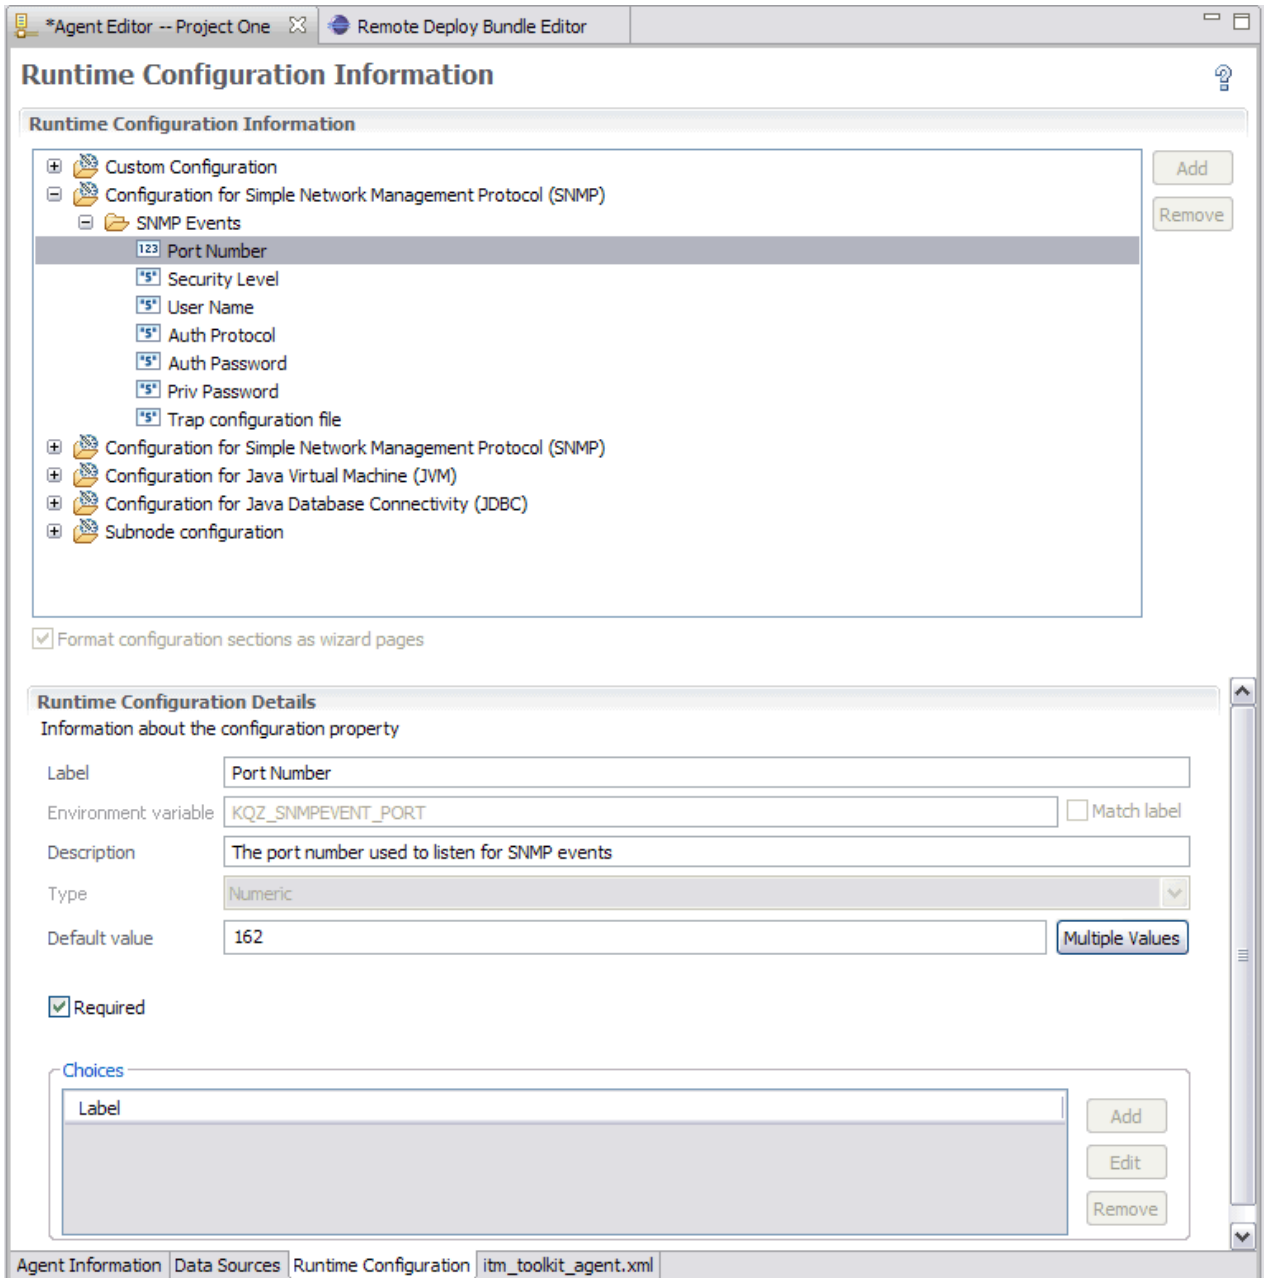 *Agent Editor -- Project One
Remote Deploy Bundle Editor
Runtime Configuration Information
Runtime Configuration Information
Custom Configuration
Add
Configuration for Simple Network Management Protocol (SNMP)
Remove
SNMP Events
123 Port Number
"S" Security Level
"S" User Name
"S" Auth Protocol
"S" Auth Password
"S" Priv Password
"S" Trap configuration file
Configuration for Simple Network Management Protocol (SNMP)
Configuration for Java Virtual Machine (JVM)
Configuration for Java Database Connectivity (JDBC)
Subnode configuration
Format configuration sections as wizard pages
Runtime Configuration Details
Information about the configuration property
Label Port Number
Environment variable KQZ_SNMPEVENT_PORT Match label
Description The port number used to listen for SNMP events
Type Numeric
Default value 162 Multiple Values
Required
Choices
Label
Add
Edit
Remove
Agent Information Data Sources Runtime Configuration itm_toolkit_agent.xml